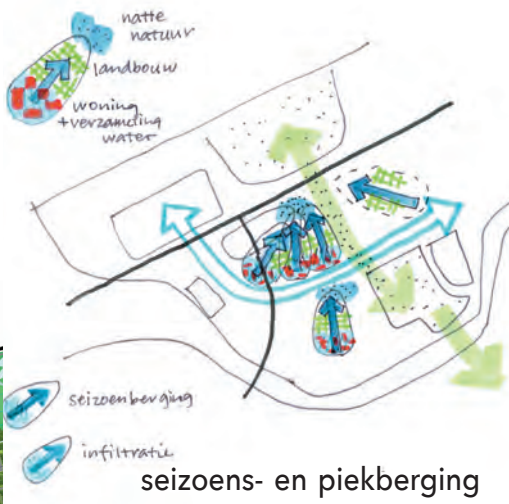 natte
natuur
landbouw
woning
+verzameling
water
seizoenberging
infiltratie
seizoens- en piekberging